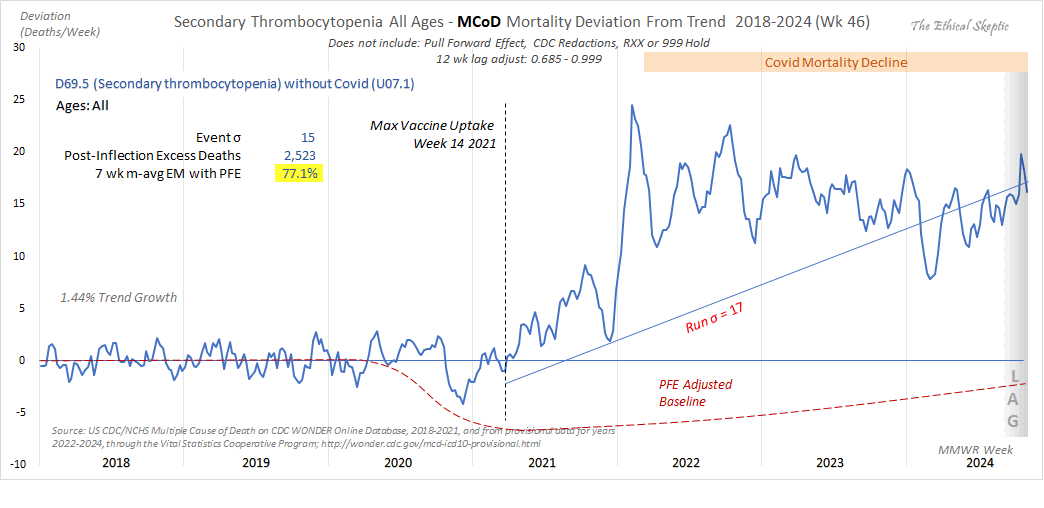 Deviation
(Deaths/Week)
Secondary Thrombocytopenia All Ages - MCoD Mortality Deviation From Trend 2018-2024 (Wk 46)
The Ethical Skeptic
Does not include: Pull Forward Effect, CDC Redactions, RXX or 999 Hold
12 wk lag adjust: 0.685 - 0.999
30
Covid Mortality Decline
D69.5 (Secondary thrombocytopenia) without Covid (U07.1)
Ages: All
25
Max Vaccine Uptake
Week 14 2021
Event σ 15
Post-Inflection Excess Deaths 2,523
7 wk m-avg EM with PFE 77.1%
20
15
10
1.44% Trend Growth
5
Run σ = 17
0
PFE Adjusted
Baseline
L
A
G
-5
Source: US CDC/NCHS Multiple Cause of Death on CDC WONDER Online Database, 2018-2021, and from provisional data for years
2022-2024, through the Vital Statistics Cooperative Program; http://wonder.cdc.gov/mcd-icd10-provisional.html
MMWR Week
-10
2018 2019 2020 2021 2022 2023 2024